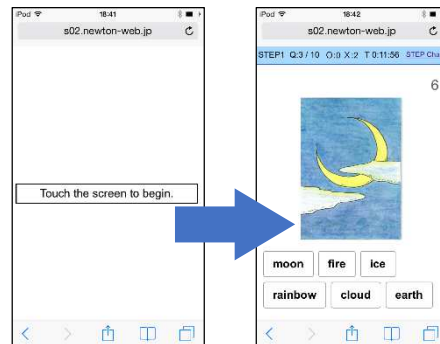 iPod 18:41
s02.newton-web.jp
Touch the screen to begin.
iPod 18:42
s02.newton-web.jp
STEP1 Q:3 / 10 O:0 X:2 T 0:11:56 STEP Cha
6
moon fire ice
rainbow cloud earth